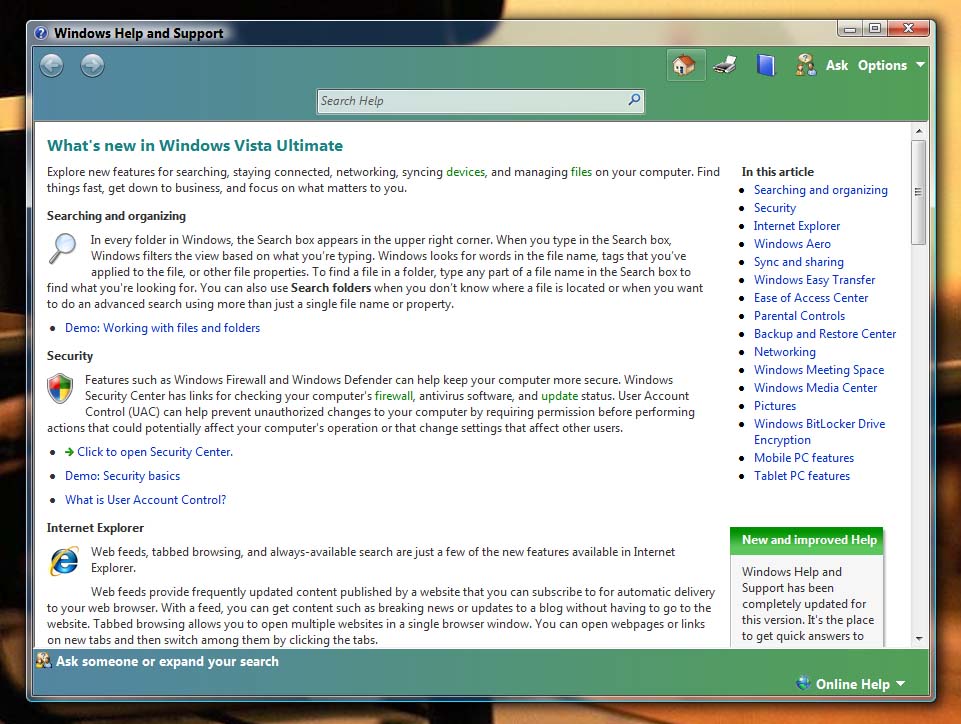 Windows Help and Support
Ask Options
Search Help
What's new in Windows Vista Ultimate
Explore new features for searching, staying connected, networking, syncing devices, and managing files on your computer. Find
things fast, get down to business, and focus on what matters to you.
Searching and organizing
In every folder in Windows, the Search box appears in the upper right corner. When you type in the Search box,
Windows filters the view based on what you're typing. Windows looks for words in the file name, tags that you've
applied to the file, or other file properties. To find a file in a folder, type any part of a file name in the Search box to
find what you're looking for. You can also use Search folders when you don't know where a file is located or when you want
to do an advanced search using more than just a single file name or property.
Demo: Working with files and folders
Security
Features such as Windows Firewall and Windows Defender can help keep your computer more secure. Windows
Security Center has links for checking your computer's firewall, antivirus software, and update status. User Account
Control (UAC) can help prevent unauthorized changes to your computer by requiring permission before performing
actions that could potentially affect your computer's operation or that change settings that affect other users.
Click to open Security Center.
Demo: Security basics
What is User Account Control?
Internet Explorer
Web feeds, tabbed browsing, and always-available search are just a few of the new features available in Internet
Explorer.
Web feeds provide frequently updated content published by a website that you can subscribe to for automatic delivery
to your web browser. With a feed, you can get content such as breaking news or updates to a blog without having to go to the
website. Tabbed browsing allows you to open multiple websites in a single browser window. You can open webpages or links
on new tabs and then switch among them by clicking the tabs.
In this article
Searching and organizing
Security
Internet Explorer
Windows Aero
Sync and sharing
Windows Easy Transfer
Ease of Access Center
Parental Controls
Backup and Restore Center
Networking
Windows Meeting Space
Windows Media Center
Pictures
Windows BitLocker Drive
Encryption
Mobile PC features
Tablet PC features
New and improved Help
Windows Help and
Support has been
completely updated for
this version. It's the place
to get quick answers to
Ask someone or expand your search
Online Help